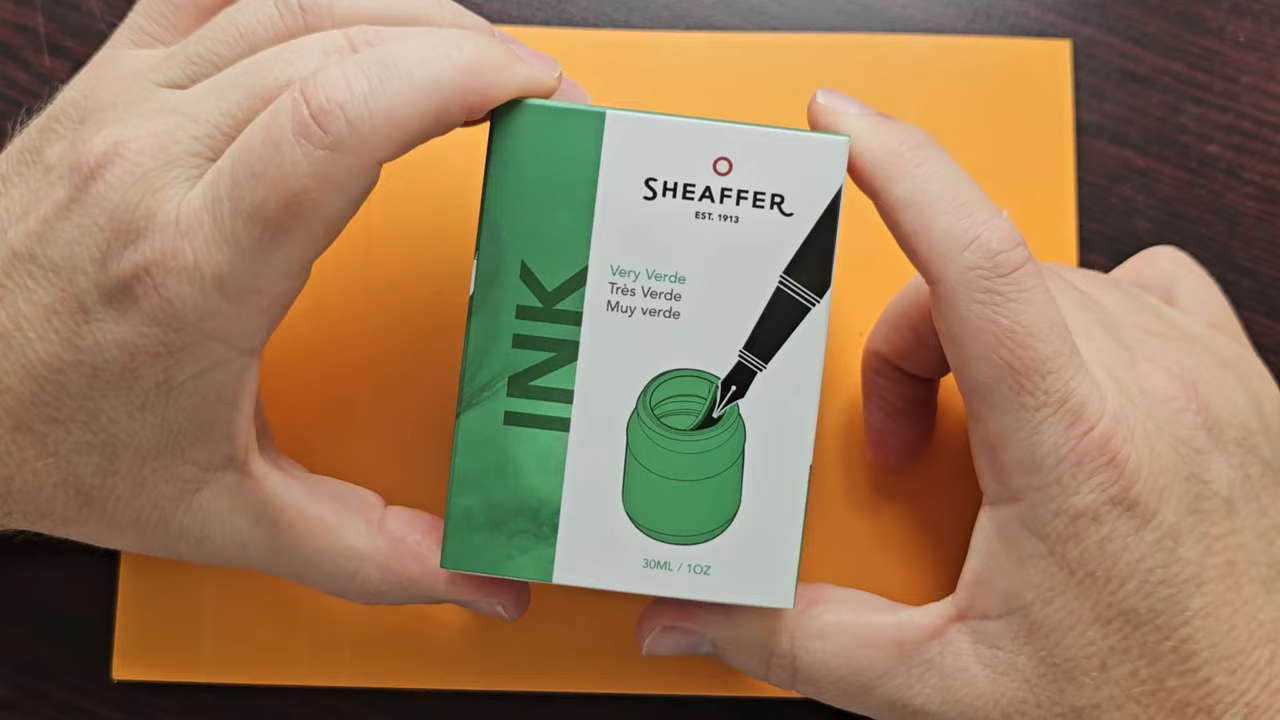 INK
SHEAFFER
EST. 1913
Very Verde
Très Verde
Muy verde
30ML / 1OZ